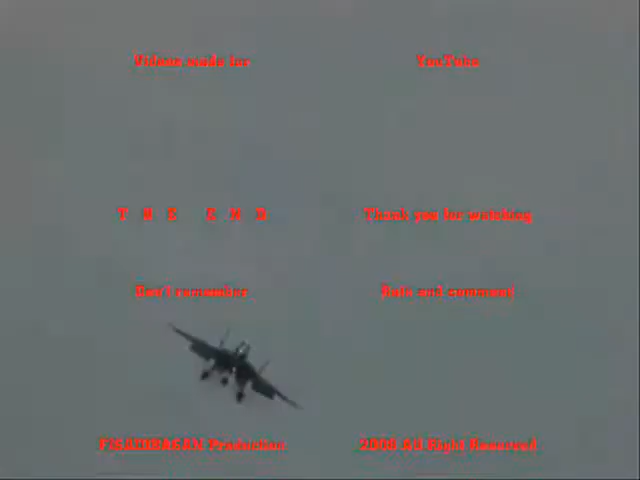 Videos made for YouTube
T H E E N D Thank you for watching
Don't remember Rate and comment
Production 2008 All Right Reserved